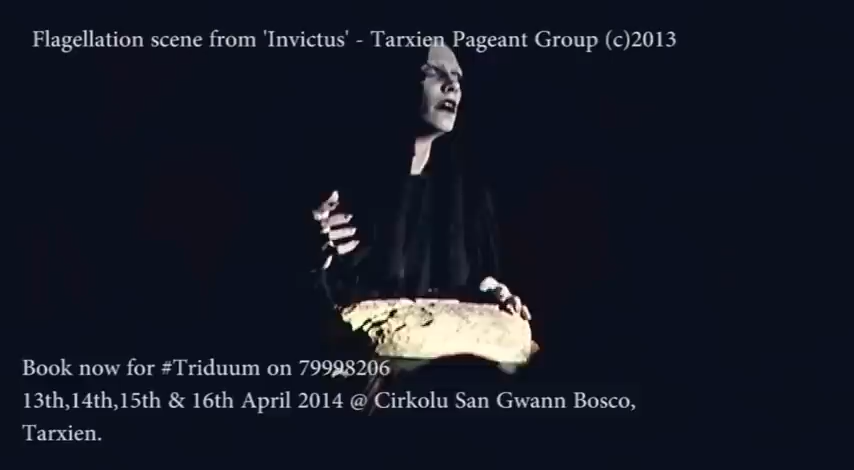 Flagellation scene from 'Invictus' - Tarxien Pageant Group (c)2013
Book now for #Triduum on 79998206
13th,14th,15th & 16th April 2014 @ Cirkolu San Gwann Bosco,
Tarxien.